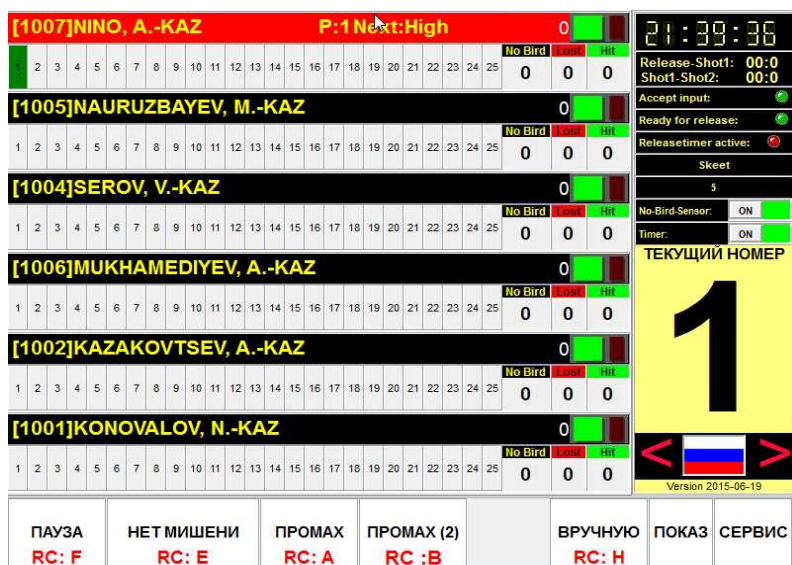 [1007]NINO, A.-KAZ P:1 Next:High 0
1 2 3 4 5 6 7 8 9 10 11 12 13 14 15 16 17 18 19 20 21 22 23 24 25 No Bird 0 Lost 0 Hit 0
[1005]NAURUZBAYEV, M.-KAZ 0
1 2 3 4 5 6 7 8 9 10 11 12 13 14 15 16 17 18 19 20 21 22 23 24 25 No Bird 0 Lost 0 Hit 0
[1004]SEROV, V.-KAZ 0
1 2 3 4 5 6 7 8 9 10 11 12 13 14 15 16 17 18 19 20 21 22 23 24 25 No Bird 0 Lost 0 Hit 0
[1006]MUKHAMEDIYEV, A.-KAZ 0
1 2 3 4 5 6 7 8 9 10 11 12 13 14 15 16 17 18 19 20 21 22 23 24 25 No Bird 0 Lost 0 Hit 0
[1002]KAZAKOVTSEV, A.-KAZ 0
1 2 3 4 5 6 7 8 9 10 11 12 13 14 15 16 17 18 19 20 21 22 23 24 25 No Bird 0 Lost 0 Hit 0
[1001]KONOVALOV, N.-KAZ 0
1 2 3 4 5 6 7 8 9 10 11 12 13 14 15 16 17 18 19 20 21 22 23 24 25 No Bird 0 Lost 0 Hit 0
21:39:36
Release-Shot1: 00:0
Shot1-Shot2: 00:0
Accept input:
Ready for release:
Releasetimer active:
Skeet
5
No-Bird-Sensor: ON
Timer: ON
ТЕКУЩИЙ НОМЕР
1
< >
Version 2015-06-19
ПАУЗА
RC: F
НЕТ МИШЕНИ
RC: E
ПРОМАХ
RC: A
ПРОМАХ (2)
RC :B
ВРУЧНУЮ
RC: H
ПОКАЗ
СЕРВИС